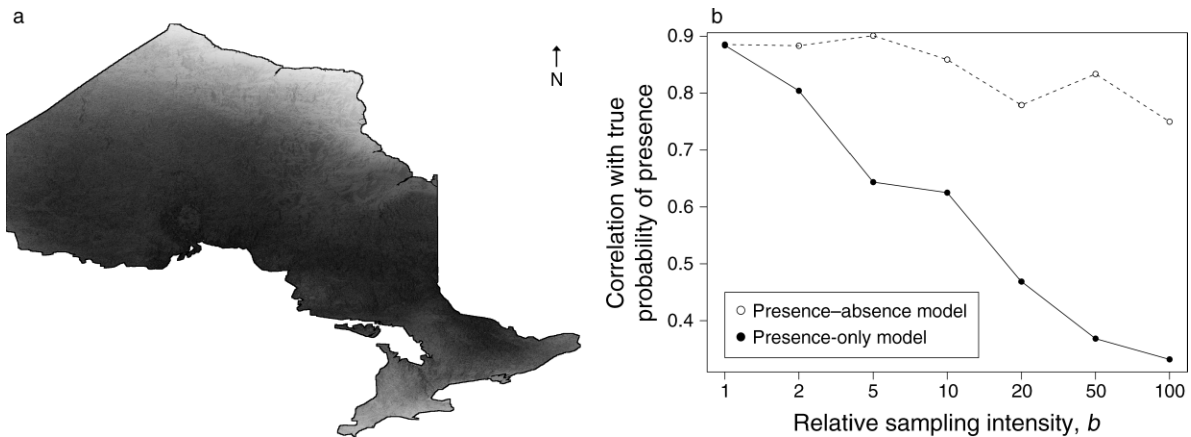 a
N
b
Correlation with true
probability of presence
0.9
0.8
0.7
0.6
0.5
0.4
Presence–absence model
Presence-only model
1 2 5 10 20 50 100
Relative sampling intensity, b